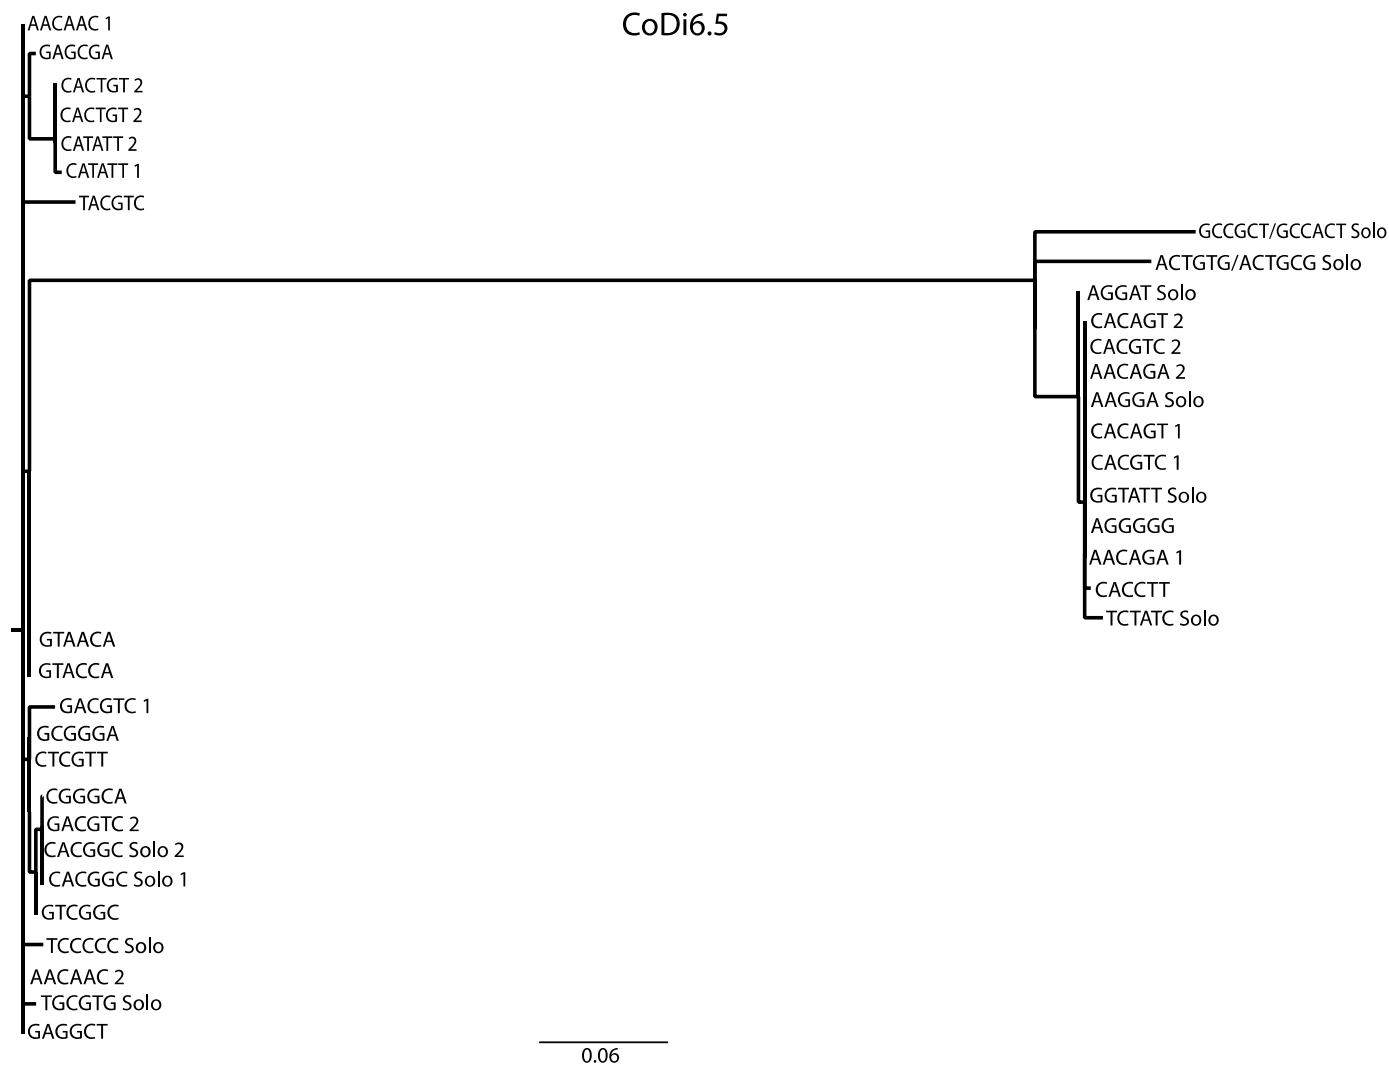 CoDi6.5
AACAAC 1
GAGCGA
CACTGT 2
CACTGT 2
CATATT 2
CATATT 1
TACGTC
GCCGCT/GCCACT Solo
ACTGTG/ACTGCG Solo
AGGAT Solo
CACAGT 2
CACGTC 2
AACAGA 2
AAGGA Solo
CACAGT 1
CACGTC 1
GGTATT Solo
AGGGGG
AACAGA 1
CACCTT
TCTATC Solo
GTAACA
GTACCA
GACGTC 1
GCGGGA
CTCGTT
CGGGCA
GACGTC 2
CACGGC Solo 2
CACGGC Solo 1
GTCGGC
TCCCCC Solo
AACAAC 2
TGCGTG Solo
GAGGCT
0.06